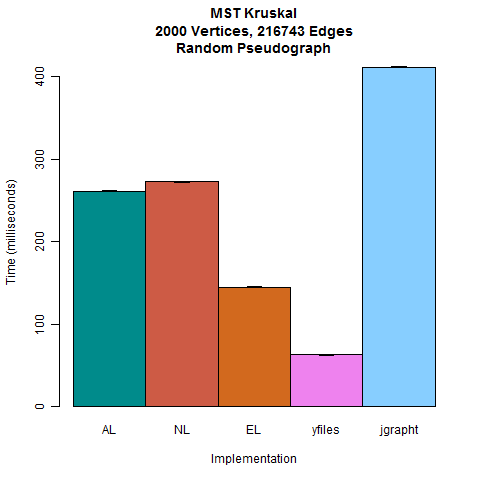 MST Kruskal
2000 Vertices, 216743 Edges
Random Pseudograph
Time (milliseconds)
400
300
200
100
0
AL NL EL yfiles jgrapht
Implementation